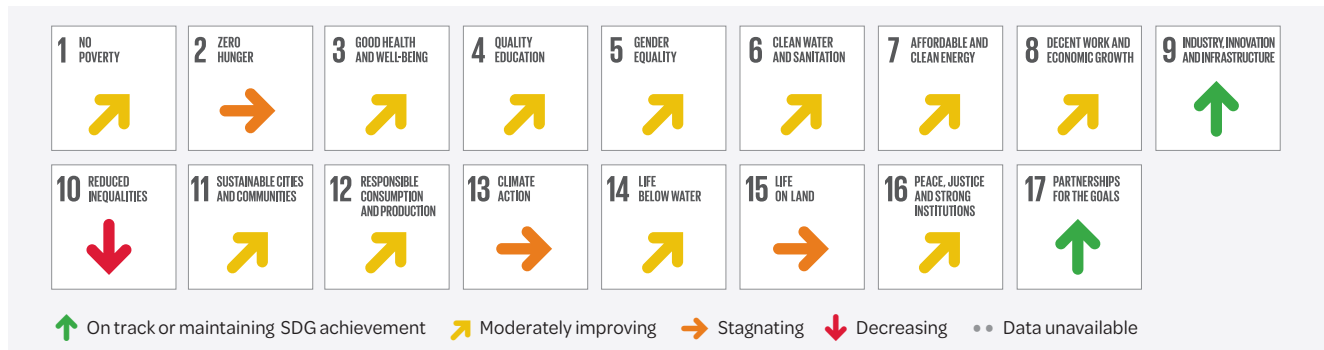 1 NO
POVERTY
2 ZERO
HUNGER
3 GOOD HEALTH
AND WELL-BEING
4 QUALITY
EDUCATION
5 GENDER
EQUALITY
6 CLEAN WATER
AND SANITATION
7 AFFORDABLE AND
CLEAN ENERGY
8 DECENT WORK AND
ECONOMIC GROWTH
9 INDUSTRY, INNOVATION
AND INFRASTRUCTURE
10 REDUCED
INEQUALITIES
11 SUSTAINABLE CITIES
AND COMMUNITIES
12 RESPONSIBLE
CONSUMPTION
AND PRODUCTION
13 CLIMATE
ACTION
14 LIFE
BELOW WATER
15 LIFE
ON LAND
16 PEACE, JUSTICE
AND STRONG
INSTITUTIONS
17 PARTNERSHIPS
FOR THE GOALS
On track or maintaining SDG achievement Moderately improving Stagnating Decreasing Data unavailable